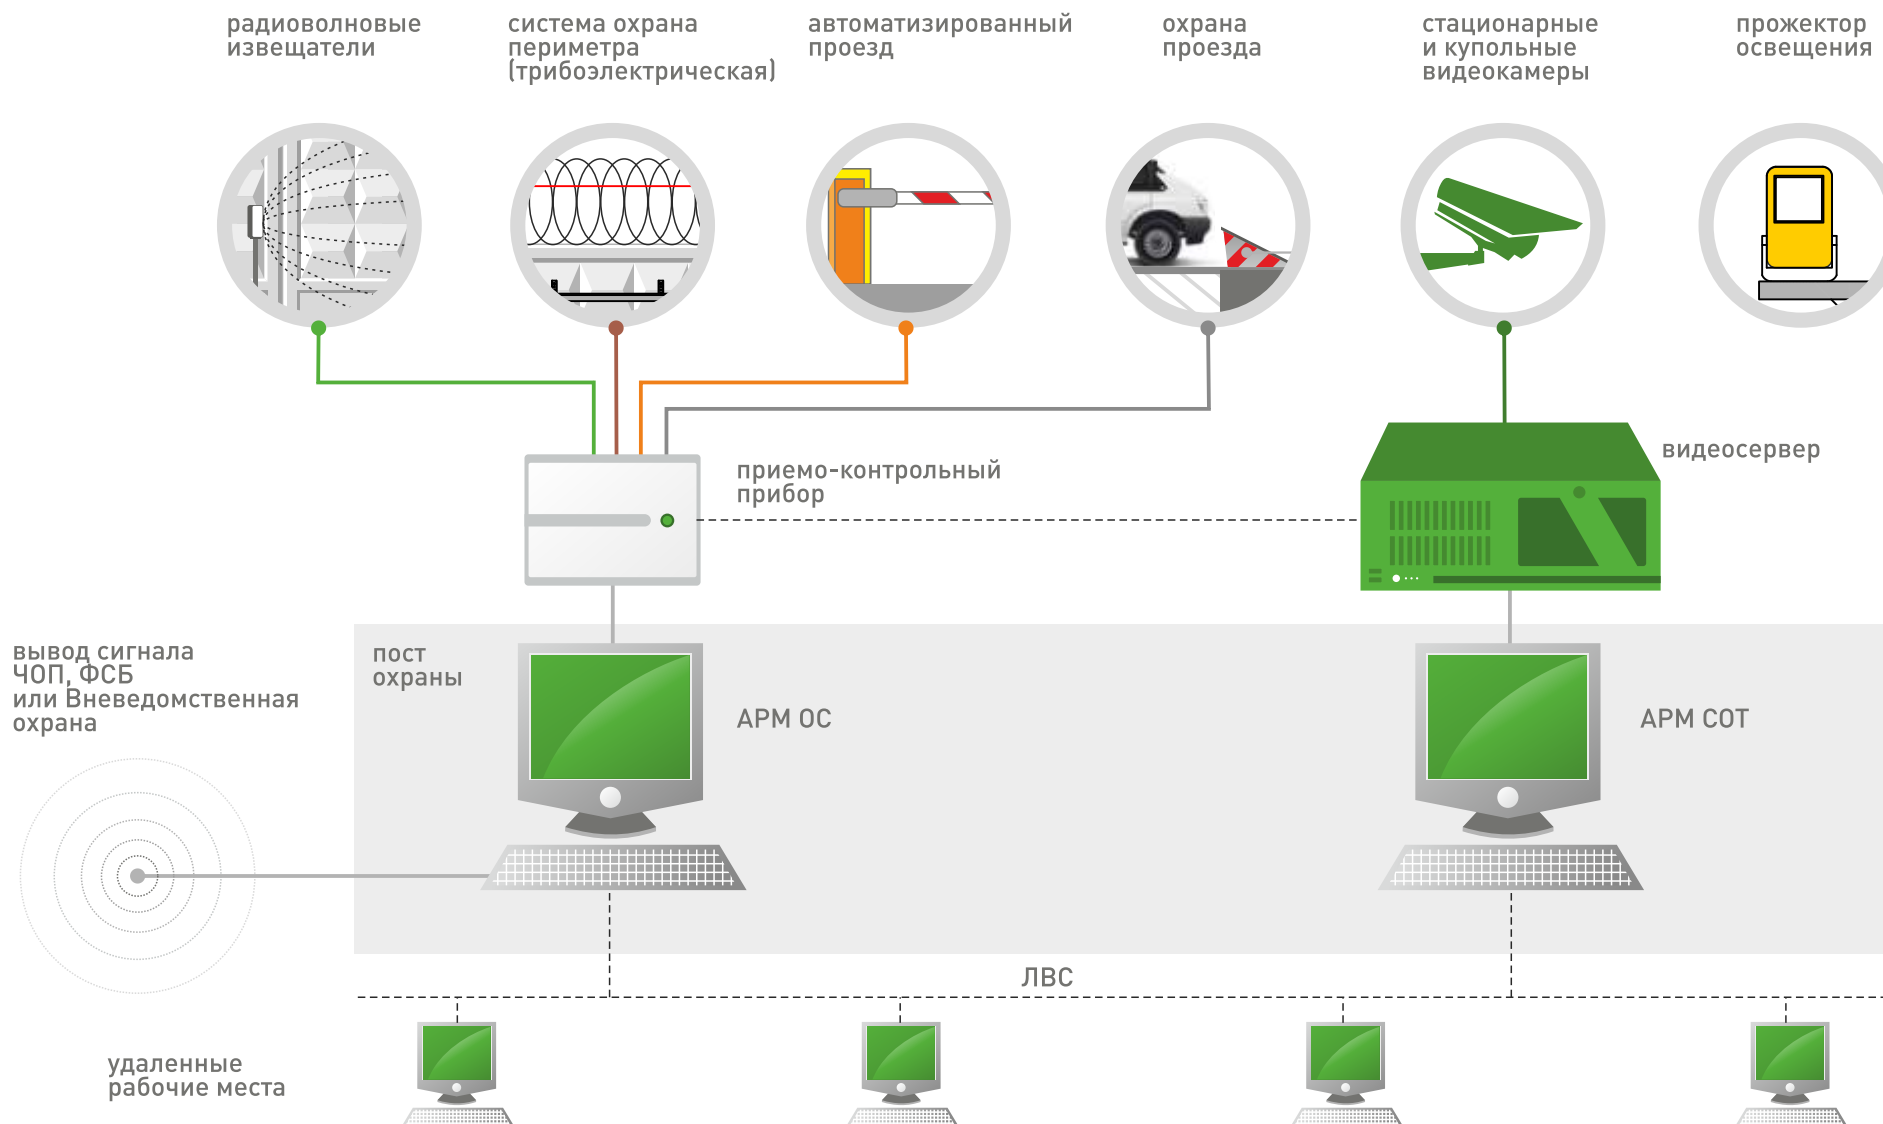 радиоволновые
извещатели
система охрана
периметра
(трибоэлектрическая)
автоматизированный
проезд
охрана
проезда
стационарные
и купольные
видеокамеры
прожектор
освещения
приемо-контрольный
прибор
видеосервер
вывод сигнала
ЧОП, ФСБ
или Вневедомственная
охрана
пост
охраны
АРМ ОС
АРМ СОТ
ЛВС
удаленные
рабочие места